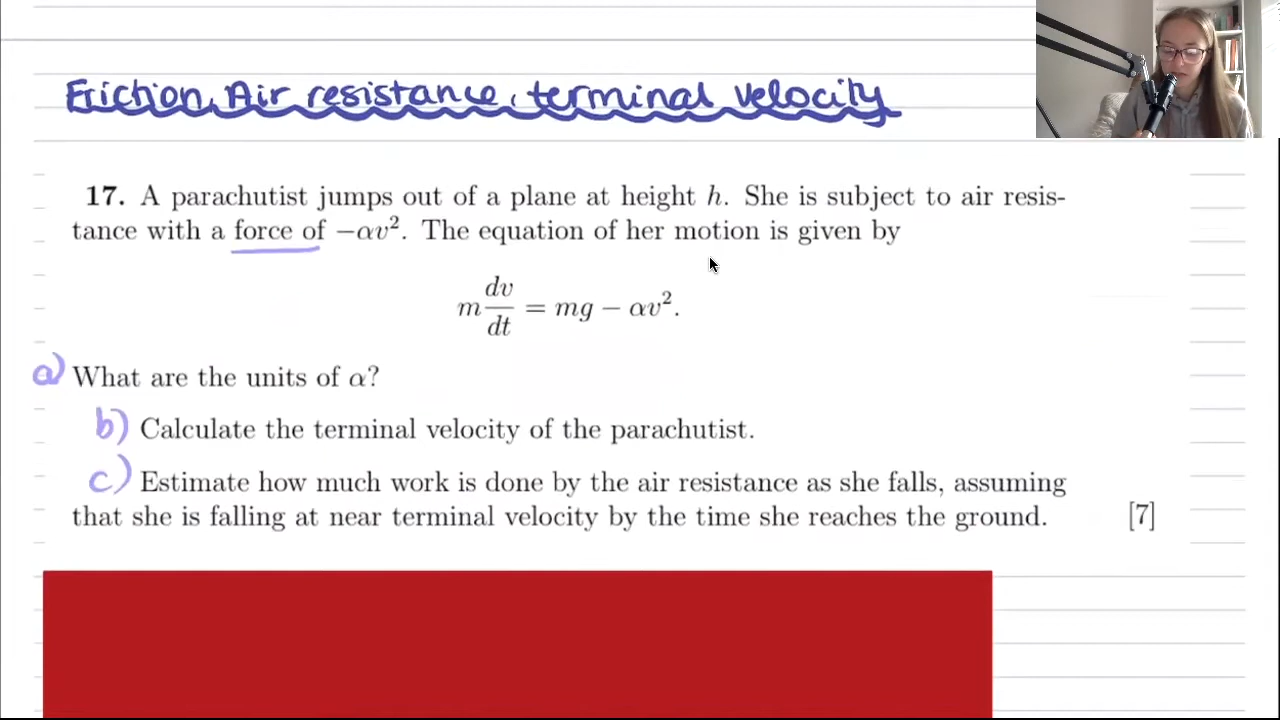 Friction, Air resistance, terminal velocity
17. A parachutist jumps out of a plane at height h. She is subject to air resis-
tance with a force of −αv². The equation of her motion is given by
m dv/dt = mg − αv².
a) What are the units of α?
b) Calculate the terminal velocity of the parachutist.
c) Estimate how much work is done by the air resistance as she falls, assuming
that she is falling at near terminal velocity by the time she reaches the ground. [7]